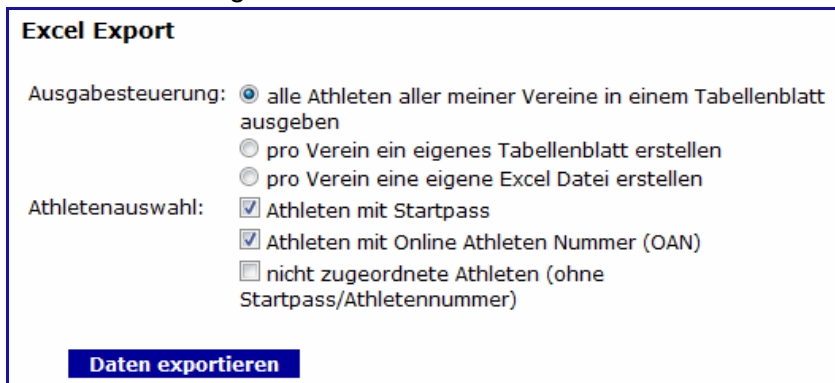 Excel Export
Ausgabesteuerung: alle Athleten aller meiner Vereine in einem Tabellenblatt
ausgeben
pro Verein ein eigenes Tabellenblatt erstellen
pro Verein eine eigene Excel Datei erstellen
Athletenauswahl: Athleten mit Startpass
Athleten mit Online Athleten Nummer (OAN)
nicht zugeordnete Athleten (ohne
Startpass/Athletennummer)
Daten exportieren